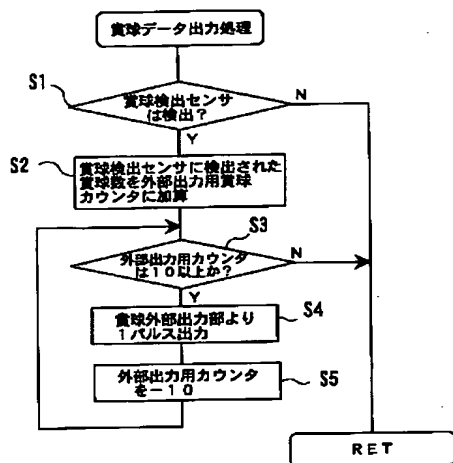 賞球データ出力処理
S1
賞球検出センサ
は検出？
N
Y
S2
賞球検出センサに検出された
賞球数を外部出力用賞球
カウンタに加算
S3
外部出力用カウンタ
は10以上か？
N
Y
賞球外部出力部より
1パルス出力
S4
外部出力用カウンタ
を－10
S5
RET